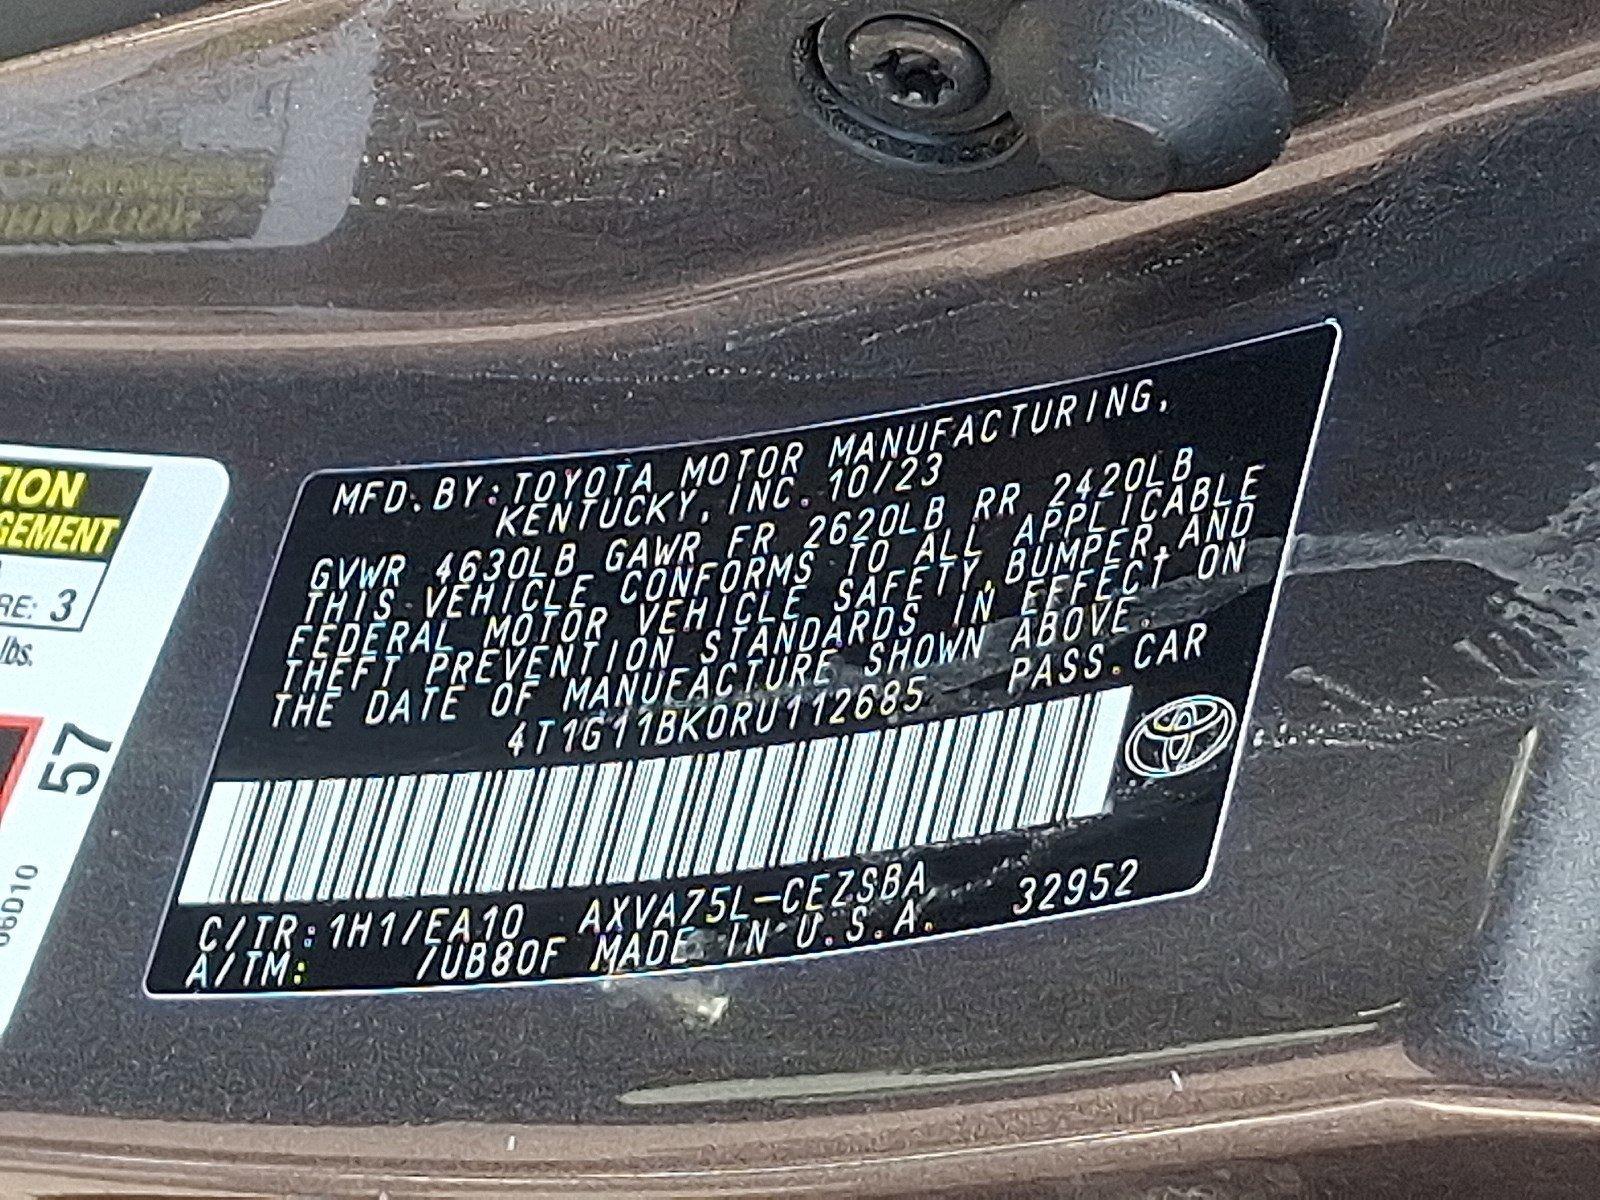 MFD. BY: TOYOTA MOTOR MANUFACTURING,
KENTUCKY, INC. 10/23
GVWR 4630LB GAWR FR 2620LB RR 2420LB
THIS VEHICLE CONFORMS TO ALL APPLICABLE
FEDERAL MOTOR VEHICLE SAFETY, BUMPER, AND
THEFT PREVENTION STANDARDS IN EFFECT ON
THE DATE OF MANUFACTURE SHOWN ABOVE.
4T1G11BK0RU112685 PASS. CAR
C/TR: 1H1/EA10 AXVA75L-CEZSBA 32952
A/TM: /UB80F MADE IN U.S.A.
TION
GEMENT
RE: 3
lbs.
57
06D10